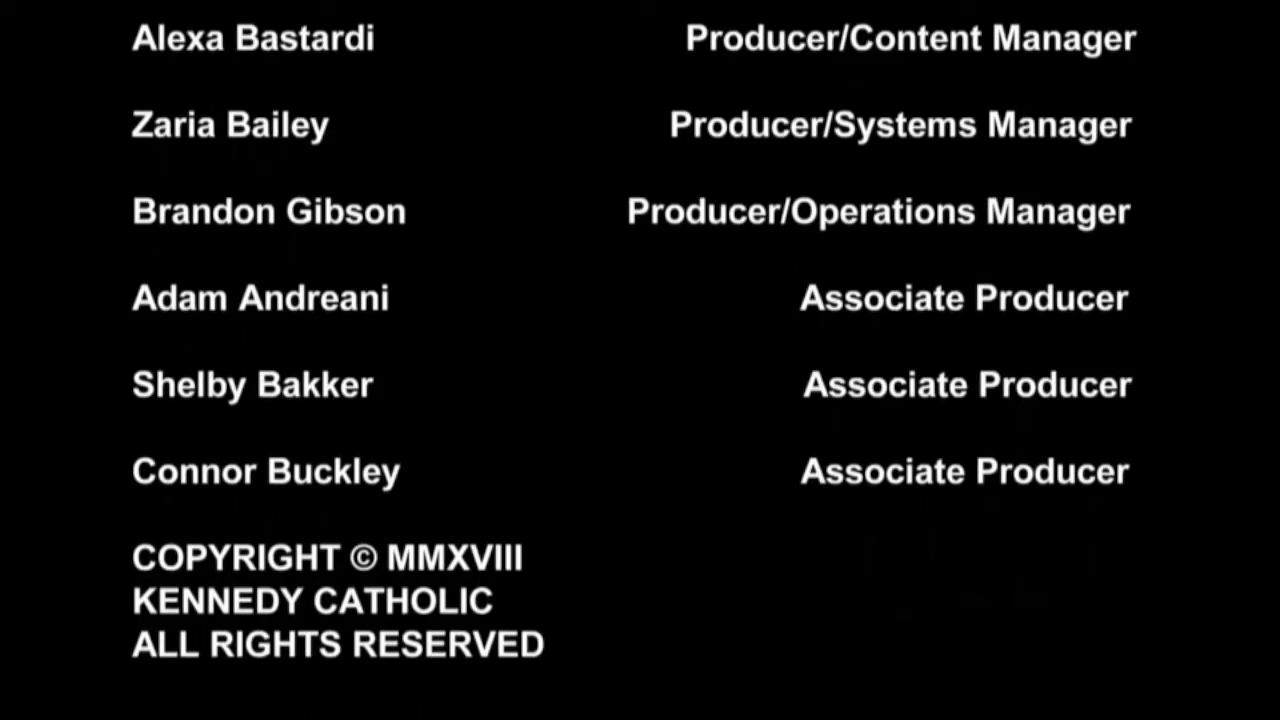 Alexa Bastardi Producer/Content Manager
Zaria Bailey Producer/Systems Manager
Brandon Gibson Producer/Operations Manager
Adam Andreani Associate Producer
Shelby Bakker Associate Producer
Connor Buckley Associate Producer
COPYRIGHT © MMXVIII
KENNEDY CATHOLIC
ALL RIGHTS RESERVED